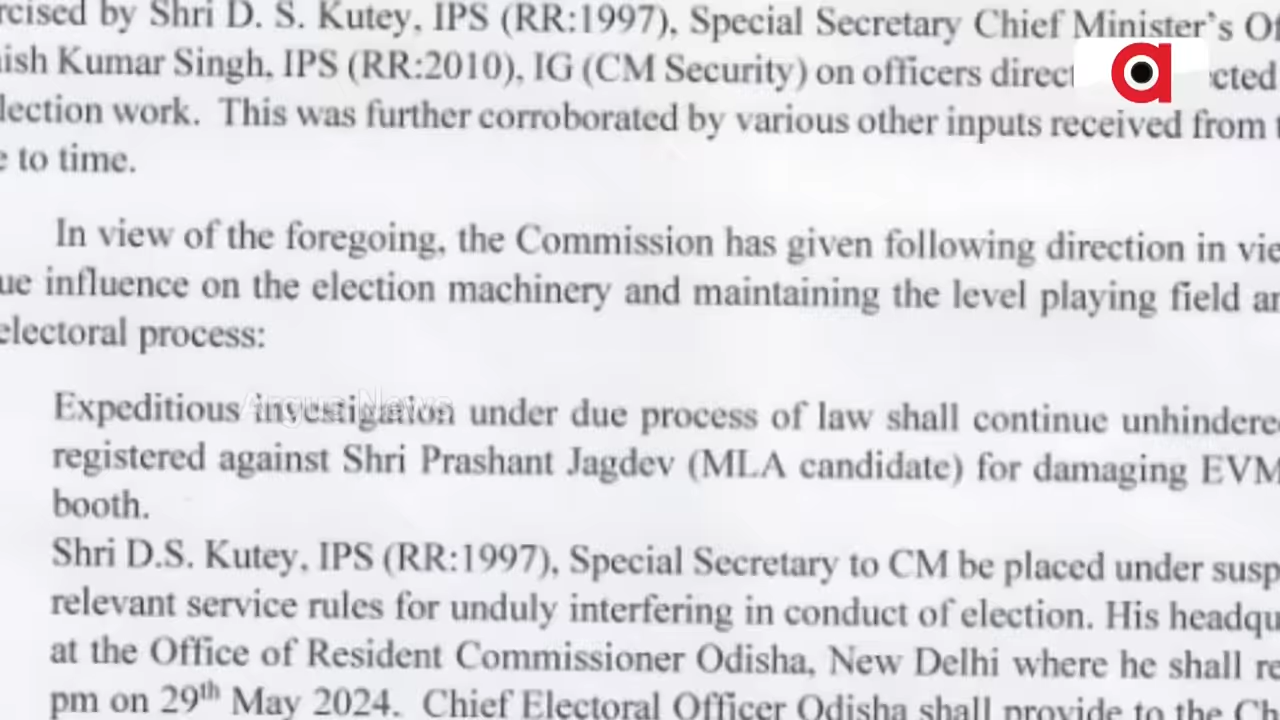 rcised by Shri D. S. Kutey, IPS (RR:1997), Special Secretary Chief Minister's Of
ish Kumar Singh, IPS (RR:2010), IG (CM Security) on officers direct cted
lection work. This was further corroborated by various other inputs received from t
e to time.
In view of the foregoing, the Commission has given following direction in vie
ue influence on the election machinery and maintaining the level playing field an
electoral process:
Argus News
Expeditious investigation under due process of law shall continue unhindered
registered against Shri Prashant Jagdev (MLA candidate) for damaging EVM
booth.
Shri D.S. Kutey, IPS (RR:1997), Special Secretary to CM be placed under susp
relevant service rules for unduly interfering in conduct of election. His headqu
at the Office of Resident Commissioner Odisha, New Delhi where he shall re
pm on 29th May 2024. Chief Electoral Officer Odisha shall provide to the Ch